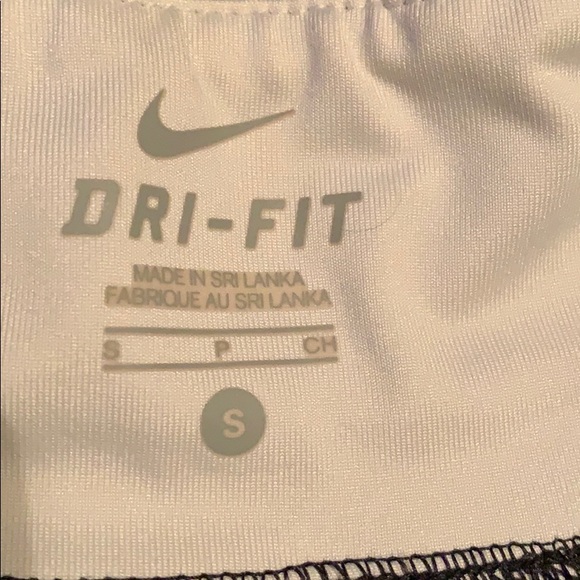 DRI-FIT
MADE IN SRI LANKA
FABRIQUE AU SRI LANKA
S P CH
S